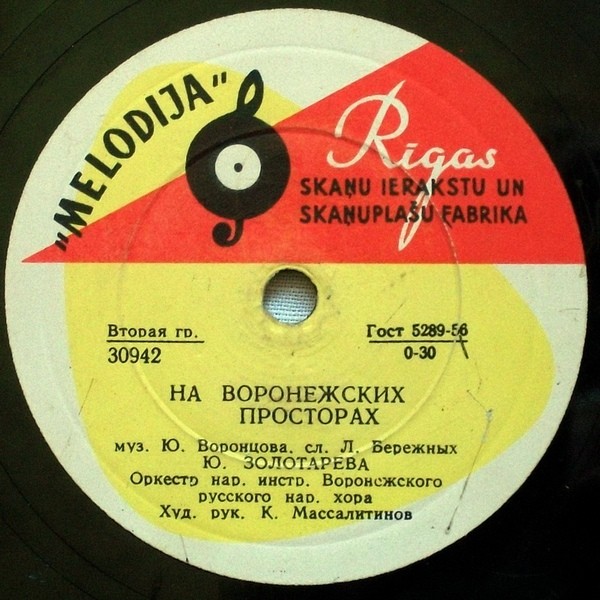 „MELODIJA”
Rīgas
SKAŅU IERAKSTU UN
SKAŅUPLAŠU FABRIKA
Вторая гр.
30942
Гост 5289-56
0-30
НА ВОРОНЕЖСКИХ
ПРОСТОРАХ
муз. Ю. Воронцова, сл. Л. Бережных
Ю. ЗОЛОТАРЕВА
Оркестр нар. инстр. Воронежского
русского нар. хора
Худ. рук. К. Массалитинов